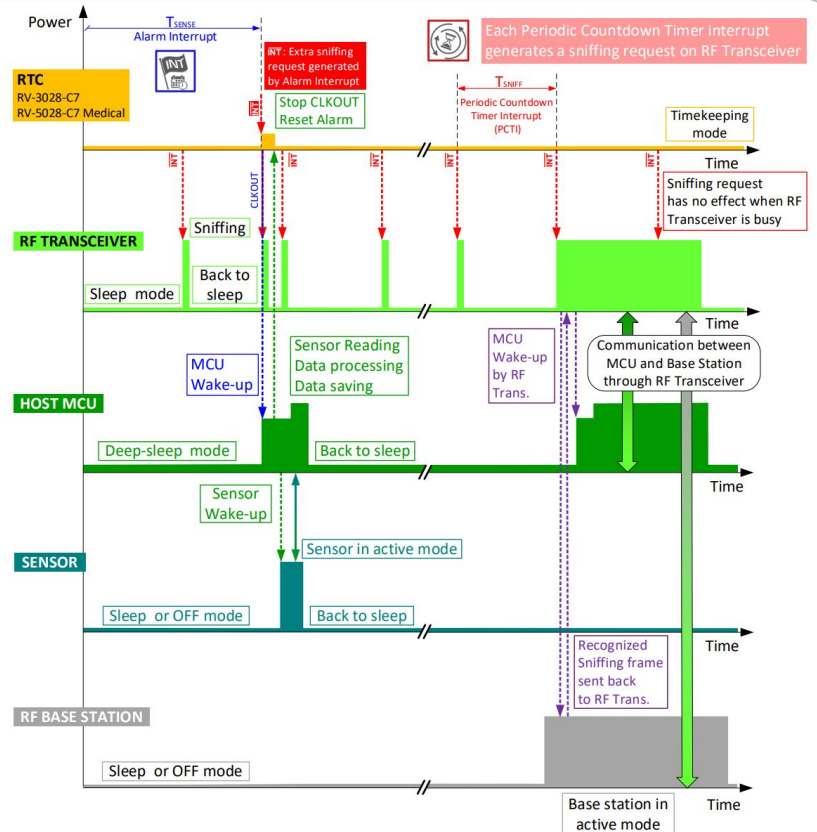 Power
T_SENSE
Alarm Interrupt
INT
INT: Extra sniffing
request generated
by Alarm Interrupt
Each Periodic Countdown Timer interrupt
generates a sniffing request on RF Transceiver
RTC
RV-3028-C7
RV-5028-C7 Medical
INT
Stop CLKOUT
Reset Alarm
T_SNIFF
Periodic Countdown
Timer Interrupt
(PCTI)
Timekeeping
mode
Time
INT
CLKOUT
INT
INT
INT
INT
INT
Sniffing request
has no effect when RF
Transceiver is busy
RF TRANSCEIVER
Sniffing
Sleep mode
Back to
sleep
Time
MCU
Wake-up
Sensor Reading
Data processing
Data saving
MCU
Wake-up
by RF
Trans.
Communication between
MCU and Base Station
through RF Transceiver
HOST MCU
Deep-sleep mode
Back to sleep
Time
Sensor
Wake-up
Sensor in active mode
SENSOR
Sleep or OFF mode
Back to sleep
Time
Recognized
Sniffing frame
sent back
to RF Trans.
RF BASE STATION
Sleep or OFF mode
Base station in
active mode
Time